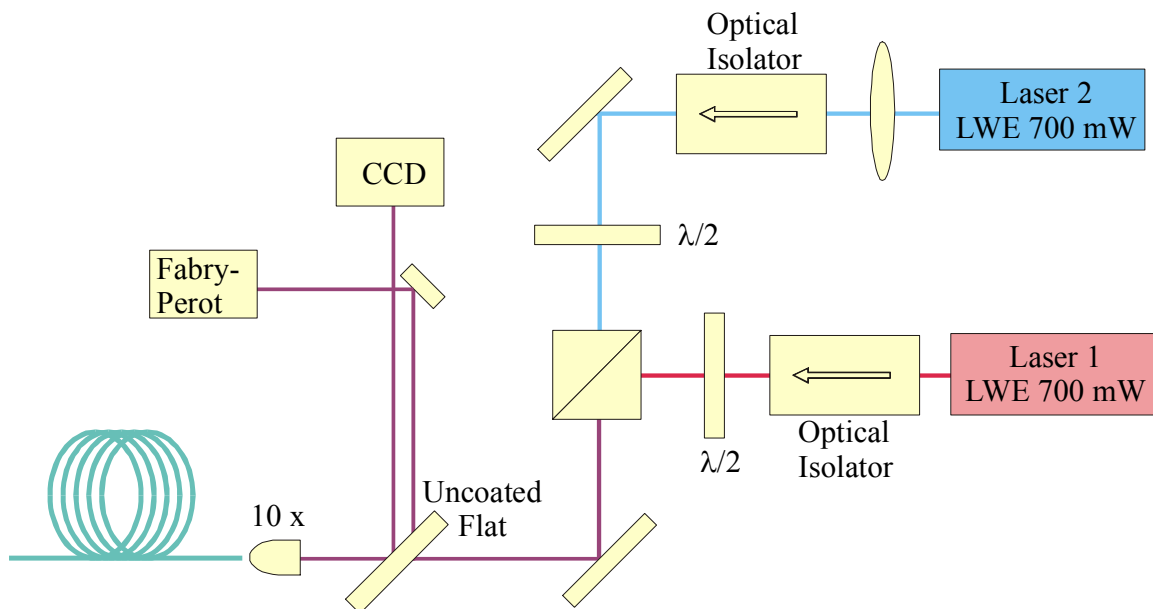 Optical
Isolator
Laser 2
LWE 700 mW
CCD
λ/2
Fabry-
Perot
Laser 1
LWE 700 mW
Optical
Isolator
λ/2
Uncoated
Flat
10 x